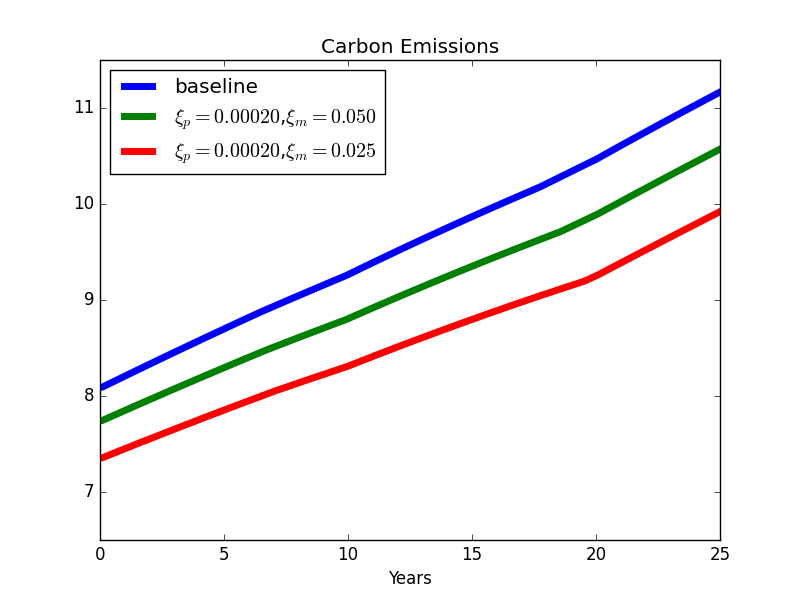 Carbon Emissions
baseline
ξₚ = 0.00020,ξₘ = 0.050
ξₚ = 0.00020,ξₘ = 0.025
11
10
9
8
7
0 5 10 15 20 25
Years